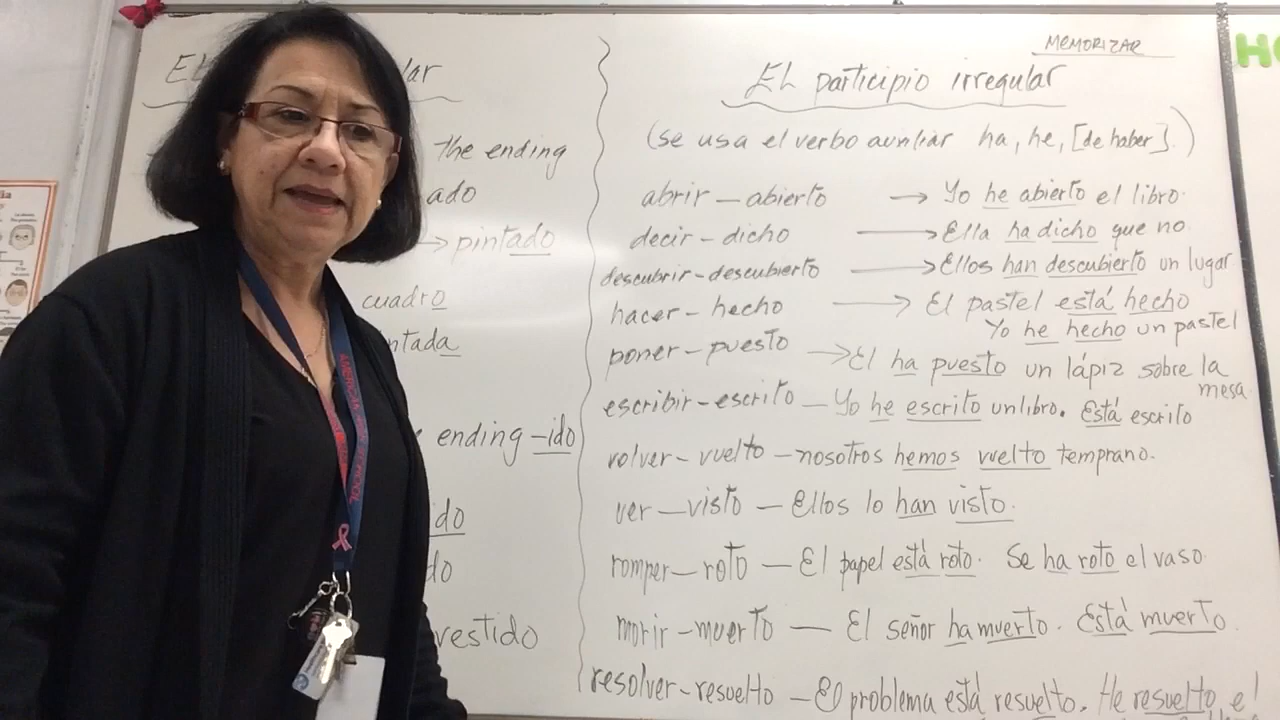 EL
lar
the ending
ado
→ pintado
cuadro
ntada
ending -ido
ido
do
vestido
MEMORIZAR
EL participio irregular
(se usa el verbo auxiliar ha, he, [de haber].)
abrir - abierto → Yo he abierto el libro.
decir - dicho → Ella ha dicho que no
descubrir - descubierto → Ellos han descubierto un lugar
hacer - hecho → El pastel está hecho
Yo he hecho un pastel
poner - puesto → El ha puesto un lápiz sobre la
mesa
escribir - escrito - Yo he escrito un libro. Está escrito
volver - vuelto - nosotros hemos vuelto temprano.
ver - visto - Ellos lo han visto.
romper - roto - El papel está roto. Se ha roto el vaso
morir - muerto - El señor ha muerto. Está muerto.
resolver - resuelto - El problema está resuelto. He resuelto el